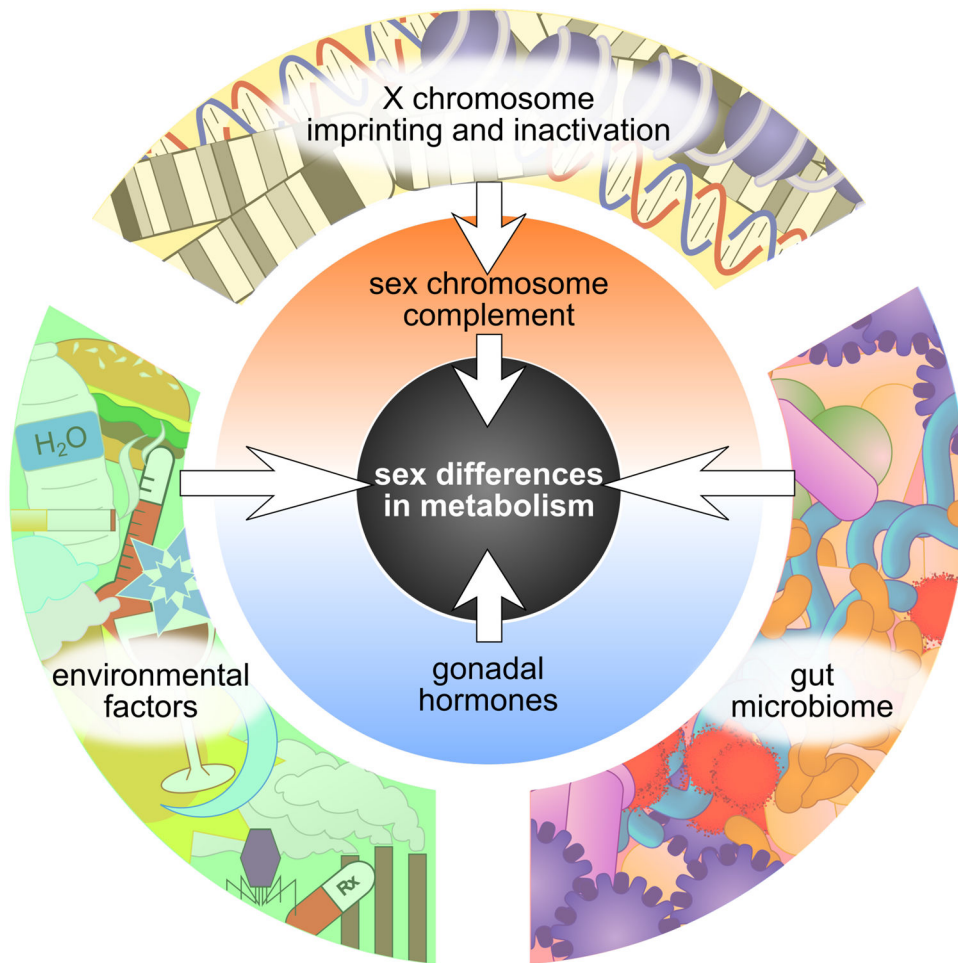 X chromosome
imprinting and inactivation
sex chromosome
complement
H₂O
sex differences
in metabolism
environmental
factors
gonadal
hormones
gut
microbiome
Rx